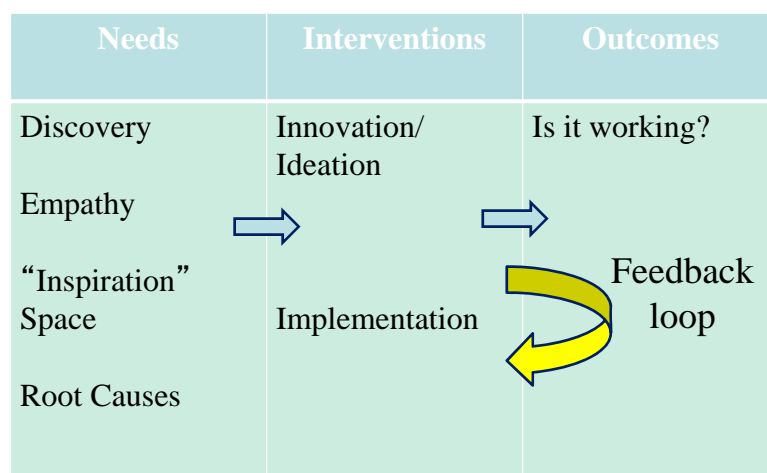 Needs
Interventions
Outcomes
Discovery
Empathy
“Inspiration”
Space
Root Causes
Innovation/
Ideation
Implementation
Is it working?
Feedback
loop